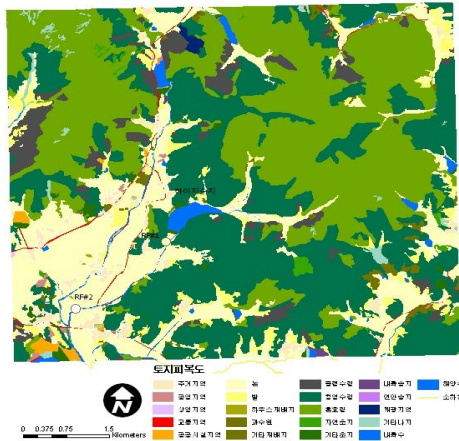 RF#1
RF#2
토지피복도
주거지역
논
활엽수림
내륙습지
공업지역
밭
침엽수림
연안습지
상업지역
하우스재배지
혼효림
채광지역
교통지역
과수원
자연초지
기타나지
공공시설지역
기타재배지
기타초지
내륙수
N
0 0.375 0.75 1.5
Kilometers